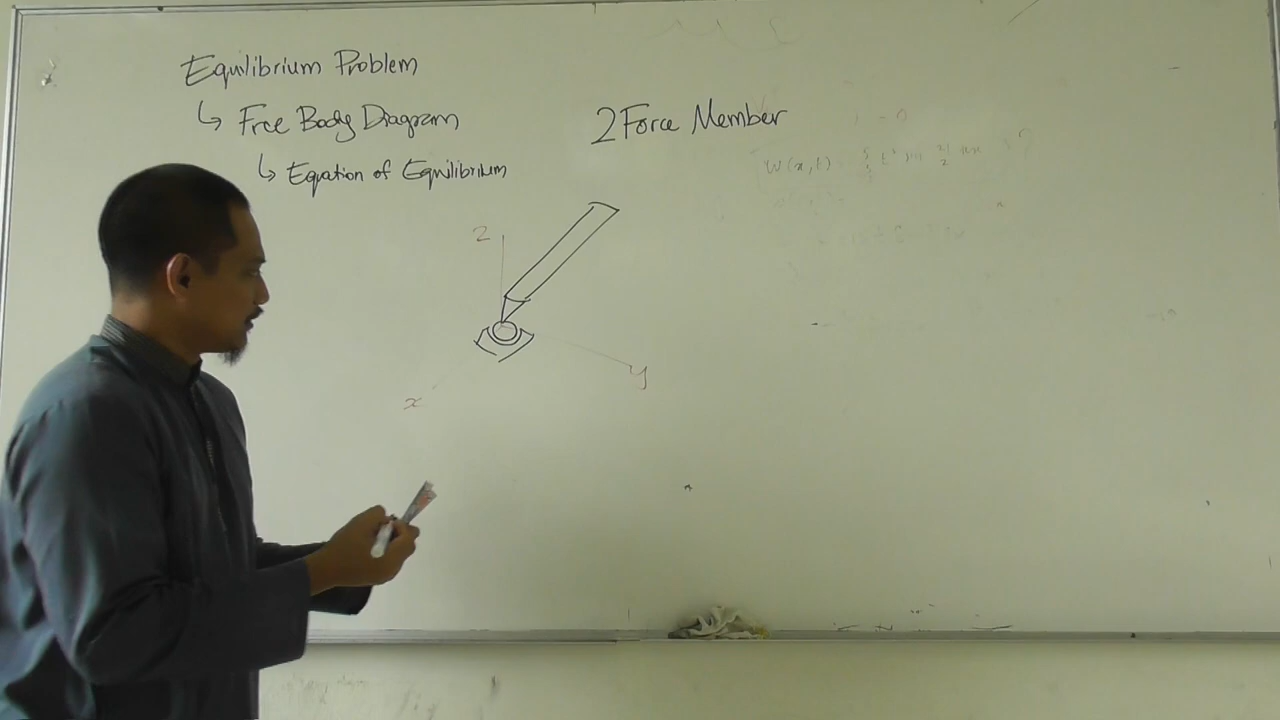 Equilibrium Problem
↳ Free Body Diagram
↳ Equation of Equilibrium
2 Force Member
w(x,t)
z
y
x